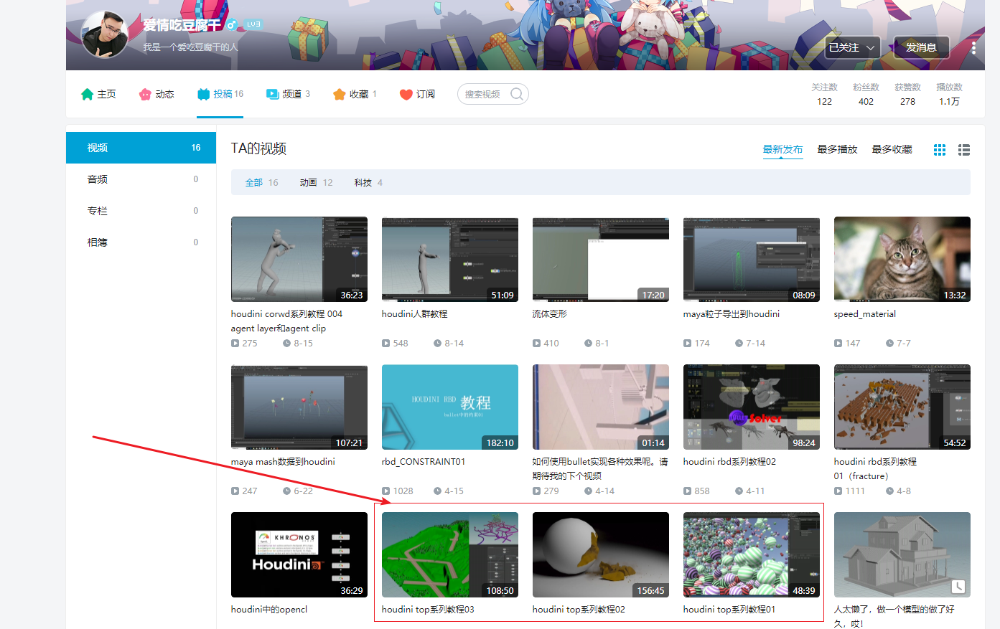 爱情吃豆腐干 LV3
我是一个爱吃豆腐干的人
已关注
发消息
主页
动态
投稿 16
频道 3
收藏 1
订阅
搜索视频
关注数 粉丝数 获赞数 播放数
122 402 278 1.1万
视频 16
音频 0
专栏 0
相簿 0
TA的视频
最新发布 最多播放 最多收藏
全部 16 动画 12 科技 4
36:23
51:09
17:20
08:09
13:32
houdini corwd系列教程 004
agent layer和agent clip
275 8-15
houdini人群教程
548 8-14
流体变形
410 8-1
maya粒子导出到houdini
174 7-14
speed_material
147 7-7
107:21
HOUDINI RBD 教程
bullet中的约束01
182:10
01:14
Solver
98:24
54:52
maya mash数据到houdini
247 6-22
rbd_CONSTRAINT01
1028 4-15
如何使用bullet实现各种效果呢。请
期待我的下个视频
279 4-14
houdini rbd系列教程02
858 4-11
houdini rbd系列教程
01（fracture）
1111 4-8
KHRONOS
Houdini
36:29
108:50
156:45
48:39
houdini中的opencl
houdini top系列教程03
houdini top系列教程02
houdini top系列教程01
人太懒了，做一个模型的做了好
久，哎！